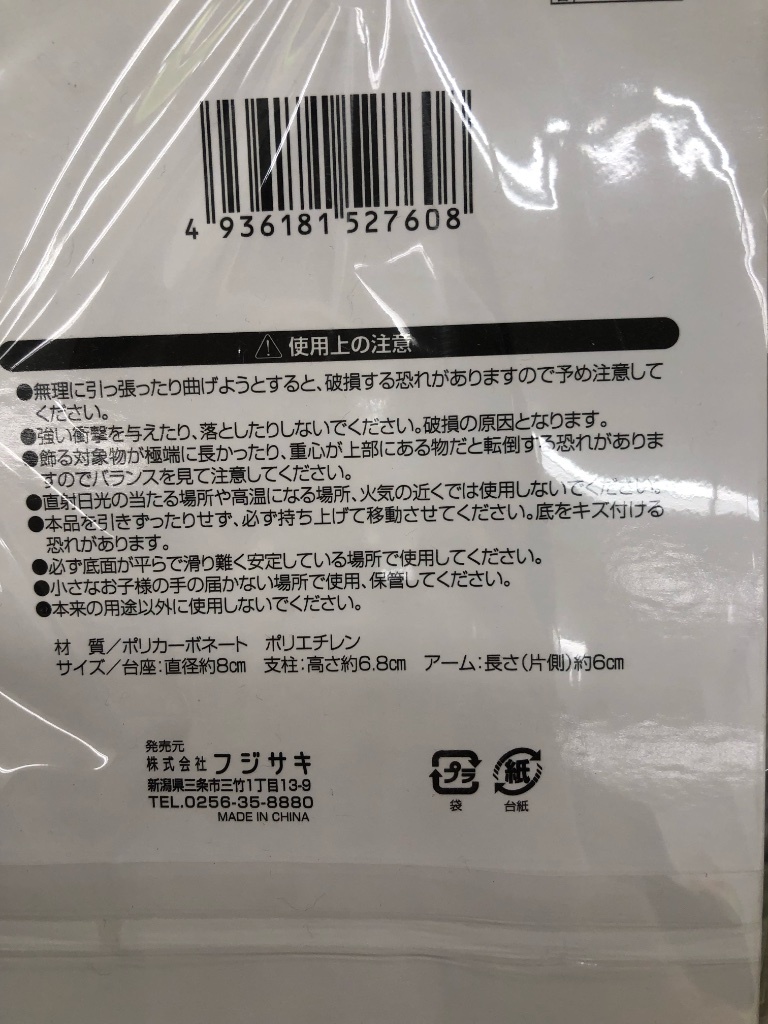 4 936181 527608
使用上の注意
●無理に引っ張ったり曲げようとすると、破損する恐れがありますので予め注意して
ください。
●強い衝撃を与えたり、落としたりしないでください。破損の原因となります。
●飾る対象物が極端に長かったり、重心が上部にある物だと転倒する恐れがありま
すのでバランスを見て注意してください。
●直射日光の当たる場所や高温になる場所、火気の近くでは使用しないでください。
●本品を引きずったりせず、必ず持ち上げて移動させてください。底をキズ付ける
恐れがあります。
●必ず底面が平らで滑り難く安定している場所で使用してください。
●小さなお子様の手の届かない場所で使用、保管してください。
●本来の用途以外に使用しないでください。
材 質/ポリカーボネート ポリエチレン
サイズ/台座:直径約8㎝ 支柱:高さ約6.8㎝ アーム:長さ(片側)約6㎝
発売元
株式会社フジサキ
新潟県三条市三竹1丁目13-9
TEL.0256-35-8880
MADE IN CHINA
プラ 紙
袋 台紙